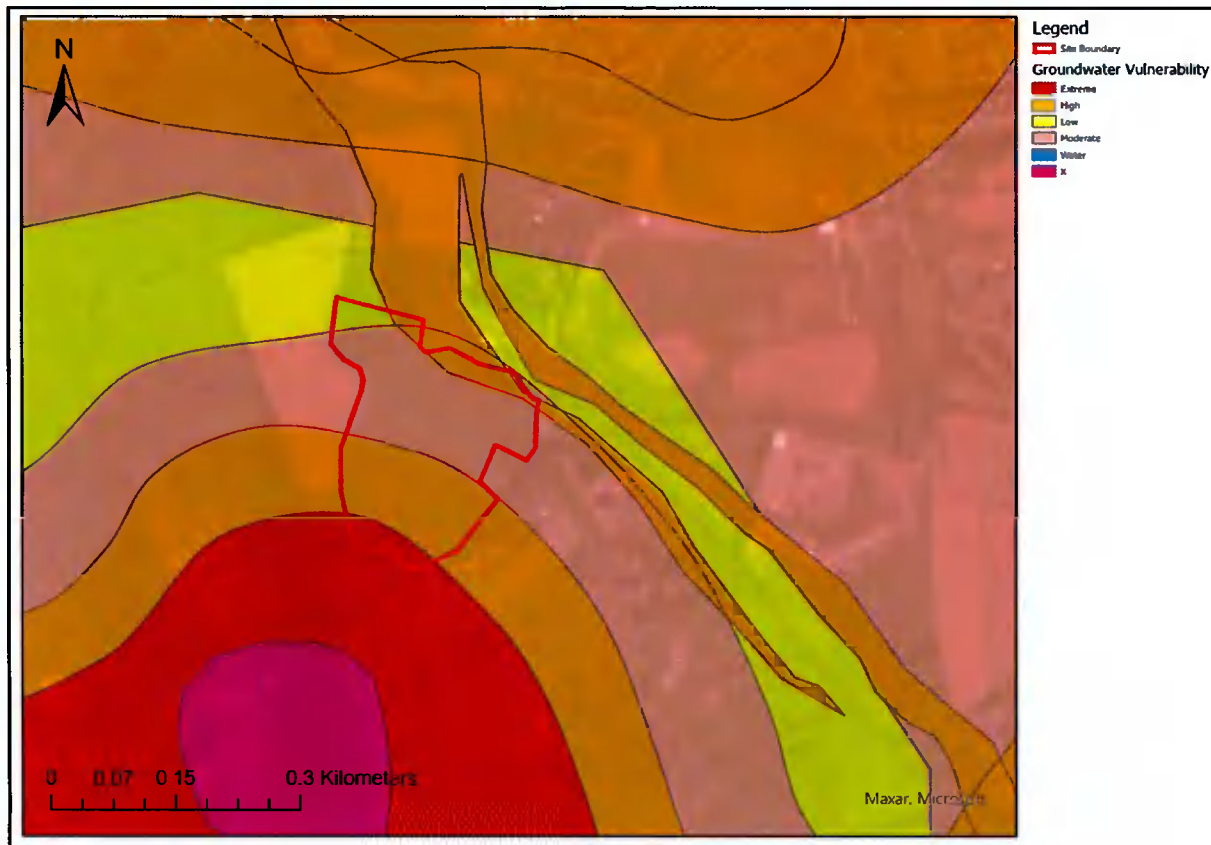 N
Legend
Site Boundary
Groundwater Vulnerability
Extreme
High
Low
Moderate
Water
X
0 0.07 0.15 0.3 Kilometers
Maxar, Microsoft